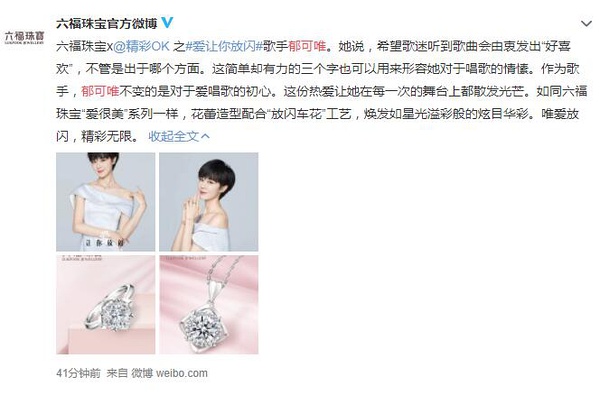 六福珠宝官方微博
六福珠寶
LUKFOOK JEWELLERY
六福珠宝x@精彩OK 之#爱让你放闪#歌手郁可唯。她说，希望歌迷听到歌曲会由衷发出“好喜
欢”，不管是出于哪个方面。这简单却有力的三个字也可以用来形容她对于唱歌的情愫。作为歌
手，郁可唯不变的是对于爱唱歌的初心。这份热爱让她在每一次的舞台上都散发光芒。如同六福
珠宝“爱很美”系列一样，花蕾造型配合“放闪车花”工艺，焕发如星光溢彩般的炫目华彩。唯爱放
闪，精彩无限。 收起全文
让你放闪
41分钟前 来自 微博 weibo.com